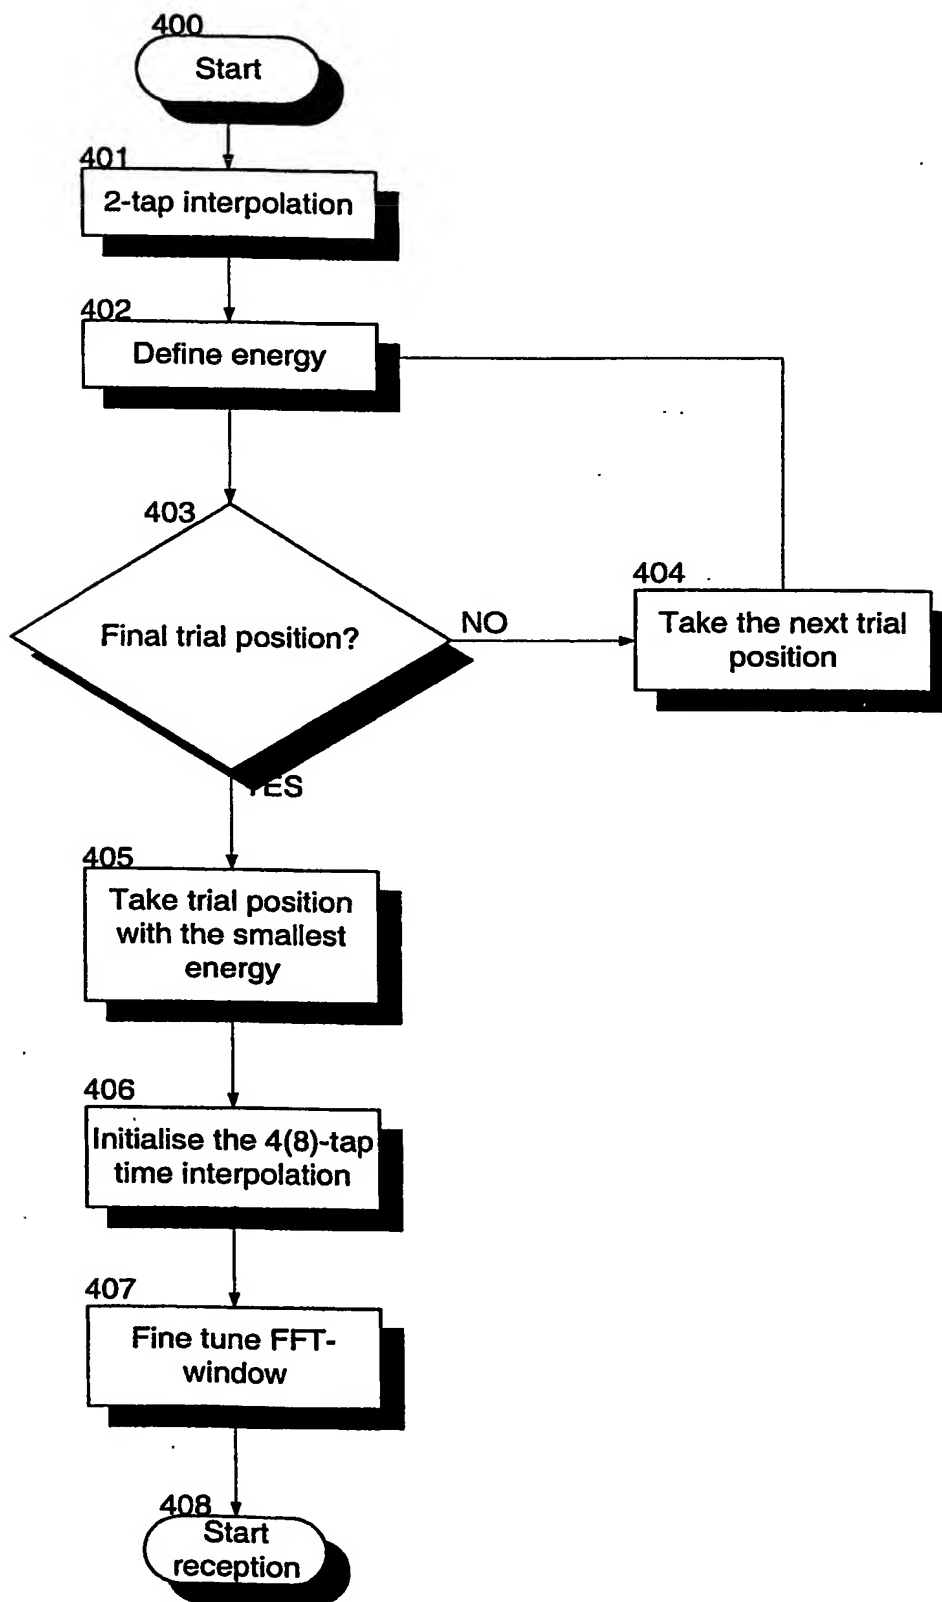 400
Start
401
2-tap interpolation
402
Define energy
403
Final trial position?
NO
404
Take the next trial
position
YES
405
Take trial position
with the smallest
energy
406
Initialise the 4(8)-tap
time interpolation
407
Fine tune FFT-
window
408
Start
reception